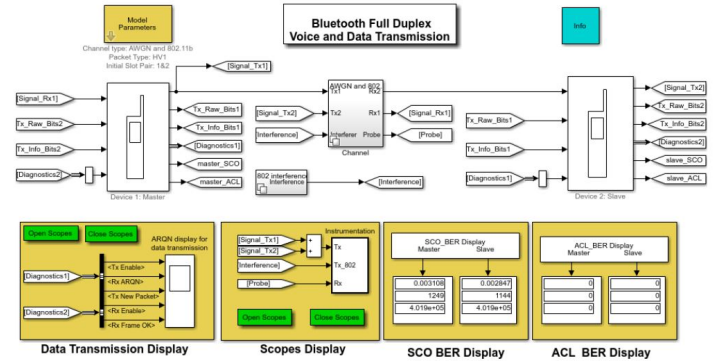 Model
Parameters
Channel type: AWGN and 802.11b
Packet Type: HV1
Initial Slot Pair: 1&2
Bluetooth Full Duplex
Voice and Data Transmission
Info
[Signal_Tx1]
[Signal_Rx1]
Tx_Raw_Bits2
Tx_Info_Bits2
[Diagnostics2]
Device 1: Master
Tx_Raw_Bits1
Tx_Info_Bits1
[Diagnostics1]
master_SCO
master_ACL
[Signal_Tx2]
[Interference]
AWGN and 802
Tx1
Rx2
Tx2
Rx1
Interferer
Probe
Channel
[Signal_Rx1]
[Probe]
802 interference
Interference
[Interference]
Tx_Raw_Bits1
Tx_Info_Bits1
[Diagnostics1]
Device 2: Slave
[Signal_Tx2]
Tx_Raw_Bits2
Tx_Info_Bits2
[Diagnostics2]
slave_SCO
slave_ACL
Open Scopes
Close Scopes
ARQN display for
data transmission
[Diagnostics1]
[Diagnostics2]
<Tx Enable>
<Rx ARQN>
<Tx New Packet>
<Rx Enable>
<Rx Frame OK>
Data Transmission Display
Instrumentation
[Signal_Tx1]
[Signal_Tx2]
[Interference]
[Probe]
+
+
Tx
Tx_802
Rx
Open Scopes
Close Scopes
Scopes Display
SCO_BER Display
Master
Slave
0.003108
1249
4.019e+05
0.002847
1144
4.019e+05
SCO BER Display
ACL_BER Display
Master
Slave
0
0
0
0
0
0
ACL BER Display